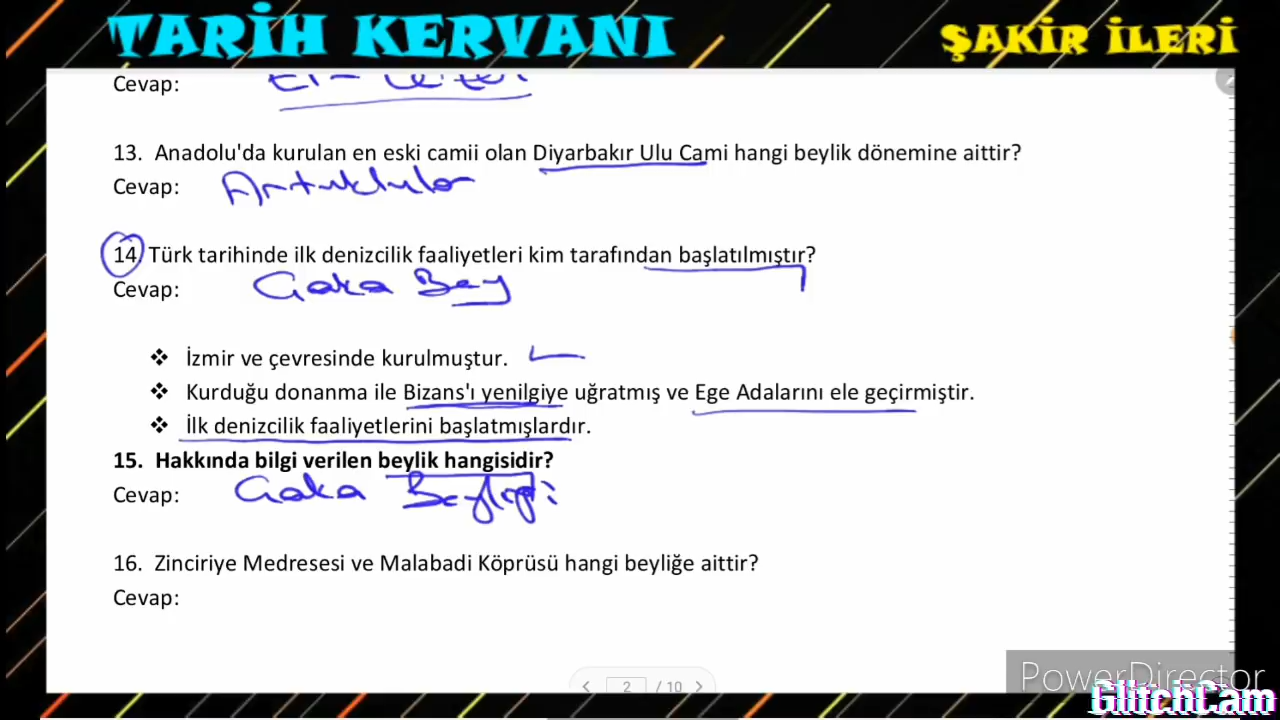 TARİH KERVANI
ŞAKİR İLERİ
Cevap:
13. Anadolu'da kurulan en eski camii olan Diyarbakır Ulu Cami hangi beylik dönemine aittir?
Cevap: Artuklular
14. Türk tarihinde ilk denizcilik faaliyetleri kim tarafından başlatılmıştır?
Cevap: Çaka Bey
❖ İzmir ve çevresinde kurulmuştur.
❖ Kurduğu donanma ile Bizans'ı yenilgiye uğratmış ve Ege Adalarını ele geçirmiştir.
❖ İlk denizcilik faaliyetlerini başlatmışlardır.
15. Hakkında bilgi verilen beylik hangisidir?
Cevap: Çaka Beyliği
16. Zinciriye Medresesi ve Malabadi Köprüsü hangi beyliğe aittir?
Cevap:
< 2 / 10 >
PowerDirector
GlitchCam